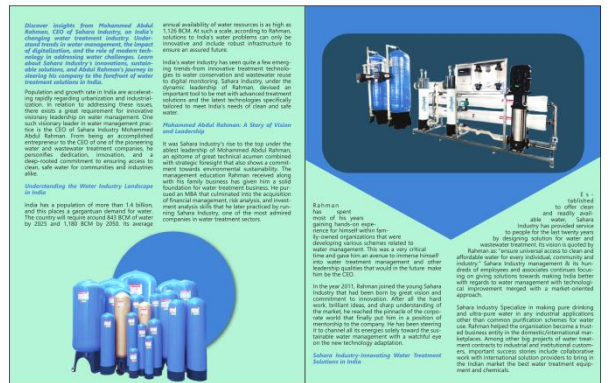 Discover insights from Mohammed Abdul
Rahman, CEO of Sahara Industry, on India's
changing water treatment industry. Under-
stand trends in water management, the impact
of digitalization, and the role of modern tech-
nology in addressing water challenges. Learn
about Sahara Industry's innovations, sustain-
able solutions, and Abdul Rahman's journey in
steering his company to the forefront of water
treatment solutions in India.
Population and growth rate in India are accelerat-
ing rapidly regarding urbanization and industrial-
ization. In relation to addressing these issues,
there exists a great requirement for innovative
visionary leadership on water management. One
such visionary leader in water management prac-
tice is the CEO of Sahara Industry Mohammed
Abdul Rahman. From being an accomplished
entrepreneur to the CEO of one of the pioneering
water and wastewater treatment companies, he
personifies dedication, innovation, and a
deep-rooted commitment to ensuring access to
clean, safe water for communities and industries
alike.
Understanding the Water Industry Landscape
in India
India has a population of more than 1.4 billion,
and this places a gargantuan demand for water.
The country will require around 843 BCM of water
by 2025 and 1,180 BCM by 2050. Its average
annual availability of water resources is as high as
1,126 BCM. At such a scale, according to Rahman,
solutions to India's water problems can only be
innovative and include robust infrastructure to
ensure an assured future.
India's water industry has seen quite a few emerg-
ing trends-from innovative treatment technolo-
gies to water conservation and wastewater reuse
to digital monitoring. Sahara Industry, under the
dynamic leadership of Rahman, devised an
important tool to be met with advanced treatment
solutions and the latest technologies specifically
tailored to meet India's needs of clean and safe
water.
Mohammed Abdul Rahman: A Story of Vision
and Leadership
It was Sahara Industry's rise to the top under the
ablest leadership of Mohammed Abdul Rahman,
an epitome of great technical acumen combined
with strategic foresight that also shows a commit-
ment towards environmental sustainability. The
management education Rahman received along
with his family business has given him a solid
foundation for water treatment business. He pur-
sued an MBA that culminated into the acquisition
of financial management, risk analysis, and invest-
ment analysis skills that he later practiced by run-
ning Sahara Industry, one of the most admired
companies in water treatment sectors.
Rahman
has spent
most of his years
gaining hands-on expe-
rience for himself within fam-
ily-owned organizations that were
developing various schemes related to
water management. This was a very critical
time and gave him an avenue to immerse himself
into water treatment management and other
leadership qualities that would in the future make
him be the CEO.
In the year 2011, Rahman joined the young Sahara
Industry that had been born by great vision and
commitment to innovation. After all the hard
work, brilliant ideas, and sharp understanding of
the market, he reached the pinnacle of the corpo-
rate world that finally put him in a position of
mentorship to the company. He has been steering
it to channel all its energies solely toward the sus-
tainable water management with a watchful eye
on the new technology adaptation.
Sahara Industry-Innovating Water Treatment
Solutions in India
Es-
tablished
to offer clean
and readily avail-
able water, Sahara
Industry has provided service
to people for the last twenty years
by designing solution for water and
wastewater treatment. Its vision is quoted by
Rahman as: "ensure universal access to clean and
affordable water for every individual, community and
industry." Sahara Industry management & its hun-
dreds of employees and associates continue focus-
ing on giving solutions towards making India better
with regards to water management with technologi-
cal improvement merged with a market-oriented
approach.
Sahara Industry Specialize in making pure drinking
and ultra-pure water in any industrial applications
other than common purification schemes for water
use. Rahman helped the organisation become a trust-
ed business entity in the domestic/international mar-
ketplaces. Among other big projects of water treat-
ment contracts to industrial and institutional custom-
ers, important success stories include collaborative
work with international solution providers to bring in
the Indian market the best water treatment equip-
ment and chemicals.